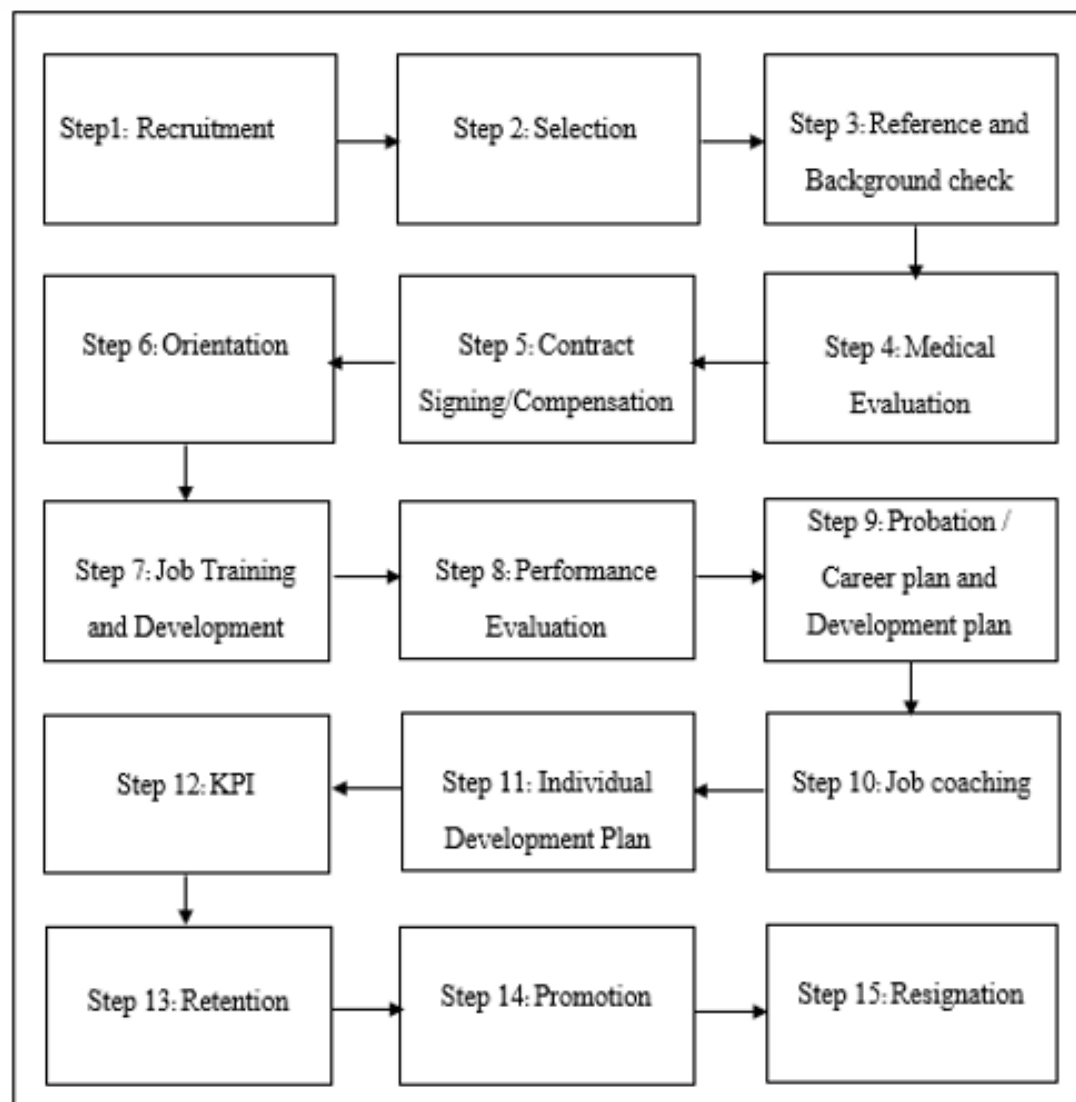 Step1: Recruitment
Step 2: Selection
Step 3: Reference and
Background check
Step 4: Medical
Evaluation
Step 5: Contract
Signing/Compensation
Step 6: Orientation
Step 7: Job Training
and Development
Step 8: Performance
Evaluation
Step 9: Probation /
Career plan and
Development plan
Step 10: Job coaching
Step 11: Individual
Development Plan
Step 12: KPI
Step 13: Retention
Step 14: Promotion
Step 15: Resignation